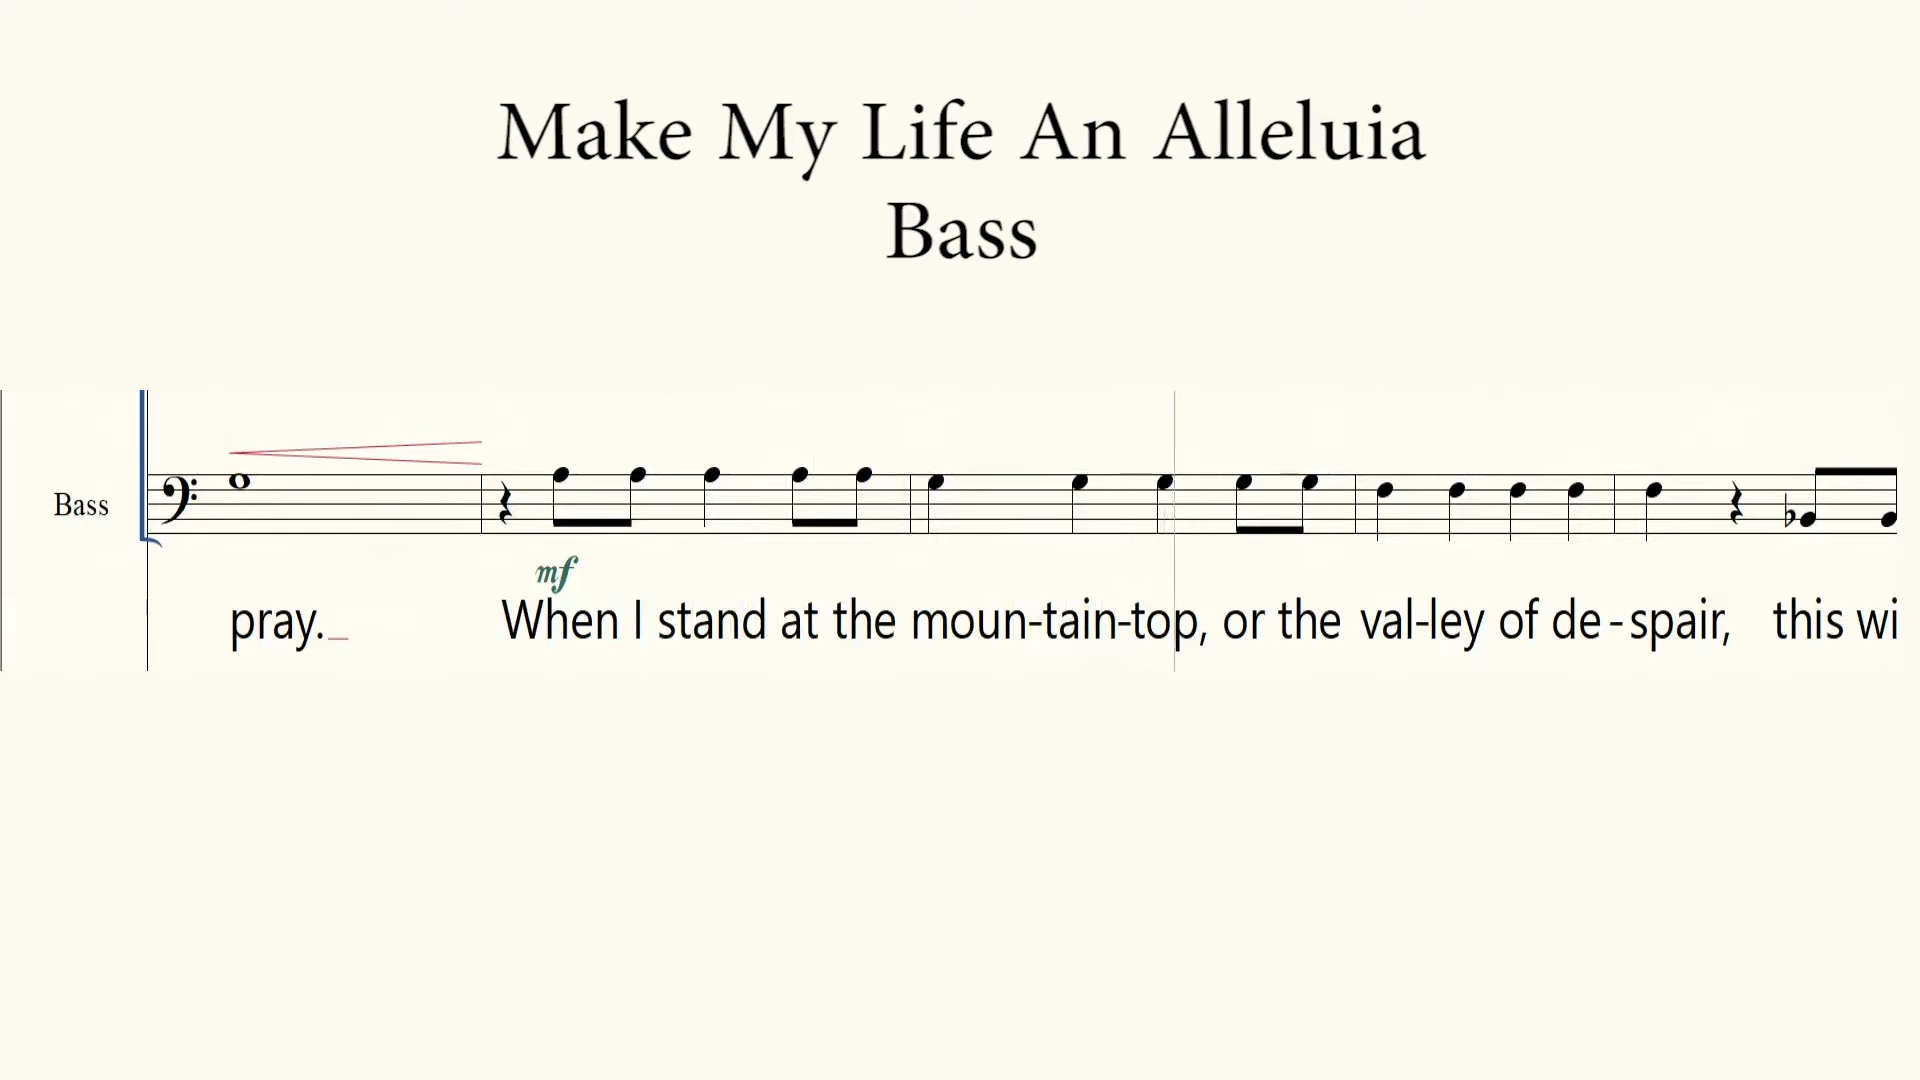 Make My Life An Alleluia
Bass
Bass
mf
pray._ When I stand at the moun-tain-top, or the val-ley of de-spair, this wi